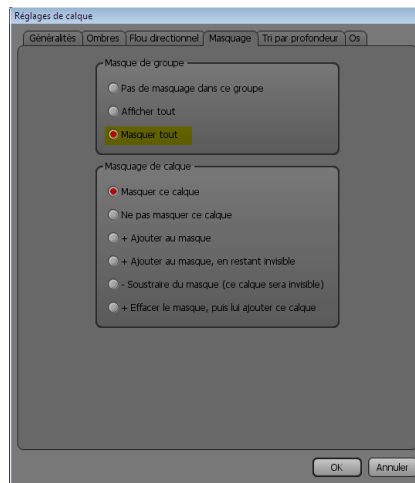 Réglages de calque
Généralités Ombres Flou directionnel Masquage Tri par profondeur Os
Masque de groupe
Pas de masquage dans ce groupe
Afficher tout
Masquer tout
Masquage de calque
Masquer ce calque
Ne pas masquer ce calque
+ Ajouter au masque
+ Ajouter au masque, en restant invisible
- Soustraire du masque (ce calque sera invisible)
+ Effacer le masque, puis lui ajouter ce calque
OK Annuler